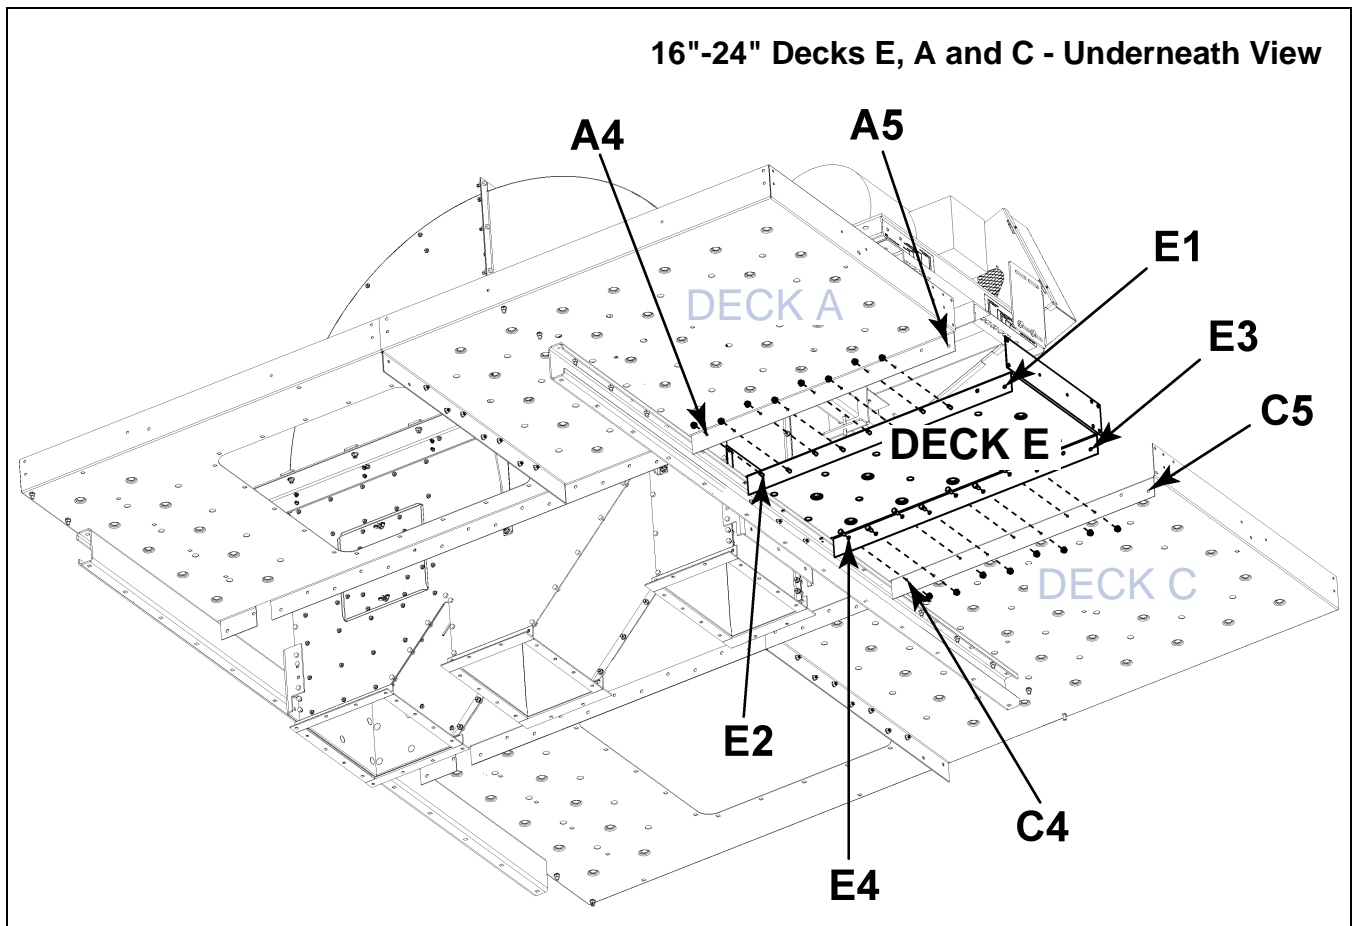 16"-24" Decks E, A and C - Underneath View
A4
A5
E1
DECK A
E3
C5
DECK E
DECK C
E2
C4
E4